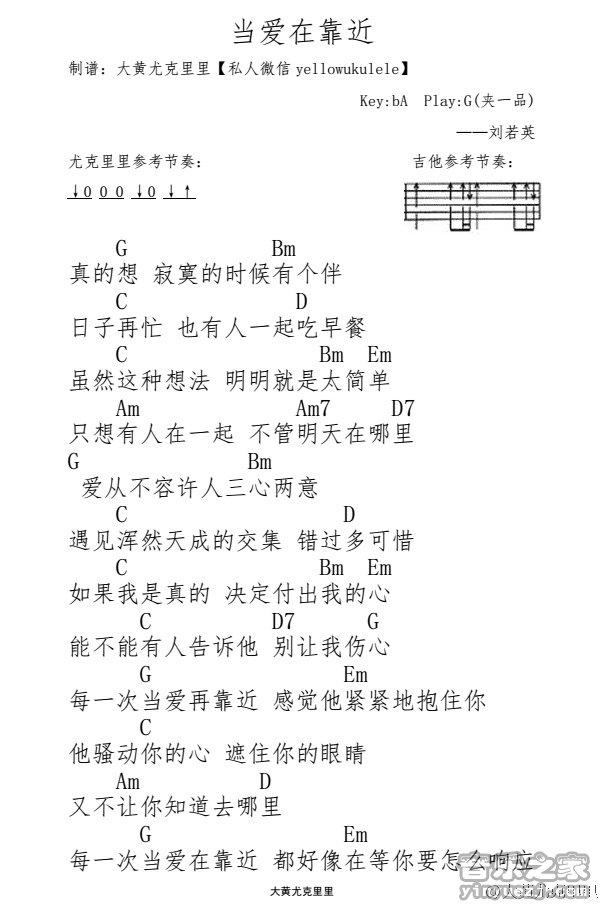 当爱在靠近
制谱：大黄尤克里里【私人微信 yellowukulele】
Key:bA Play:G(夹一品)
——刘若英
尤克里里参考节奏： 吉他参考节奏：
↓0 0 0 ↓0 ↓ ↑
G Bm
真的想 寂寞的时候有个伴
C D
日子再忙 也有人一起吃早餐
C Bm Em
虽然这种想法 明明就是太简单
Am Am7 D7
只想有人在一起 不管明天在哪里
G Bm
爱从不容许人三心两意
C D
遇见浑然天成的交集 错过多可惜
C Bm Em
如果我是真的 决定付出我的心
C D7 G
能不能有人告诉他 别让我伤心
G Em
每一次当爱再靠近 感觉他紧紧地抱住你
C
他骚动你的心 遮住你的眼睛
Am D
又不让你知道去哪里
G Em
每一次当爱在靠近 都好像在等你要怎么响应
大黄尤克里里
音乐之家